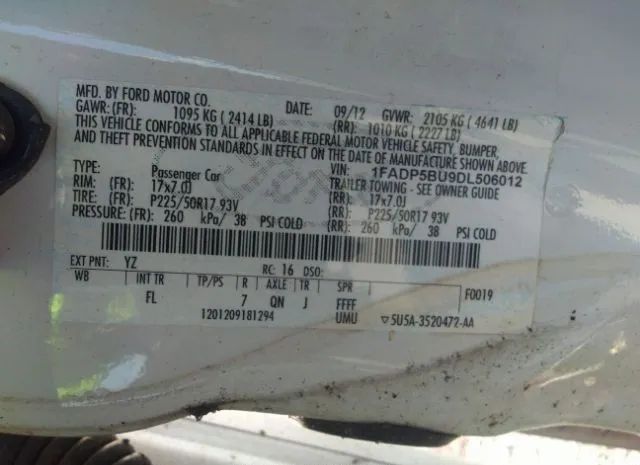 MFD. BY FORD MOTOR CO.
DATE: 09/12 GVWR: 2105 KG ( 4641 LB)
GAWR: (FR): 1095 KG ( 2414 LB) (RR): 1010 KG ( 2227 LB)
THIS VEHICLE CONFORMS TO ALL APPLICABLE FEDERAL MOTOR VEHICLE SAFETY, BUMPER,
AND THEFT PREVENTION STANDARDS IN EFFECT ON THE DATE OF MANUFACTURE SHOWN ABOVE.
VIN: 1FADP5BU9DL506012
TYPE: Passenger Car TRAILER TOWING - SEE OWNER GUIDE
RIM: (FR): 17x7.0J (RR): 17x7.0J
TIRE: (FR): P225/50R17 93V (RR): P225/50R17 93V
PRESSURE: (FR): 260 kPa/ 38 PSI COLD (RR): 260 kPa/ 38 PSI COLD
EXT PNT: YZ RC: 16 DSO:
WB INT TR TP/PS R AXLE TR SPR F0019
FL 7 QN J FFFF
1201209181294 UMU ▽5U5A-3520472-AA